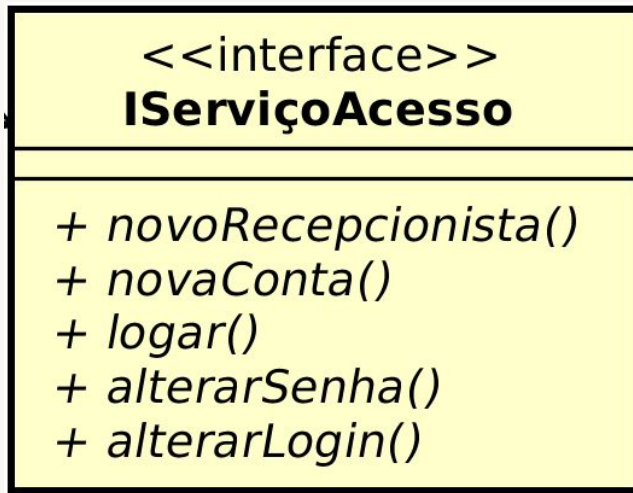 <<interface>>
IServiçoAcesso
+ novoRecepcionista()
+ novaConta()
+ logar()
+ alterarSenha()
+ alterarLogin()